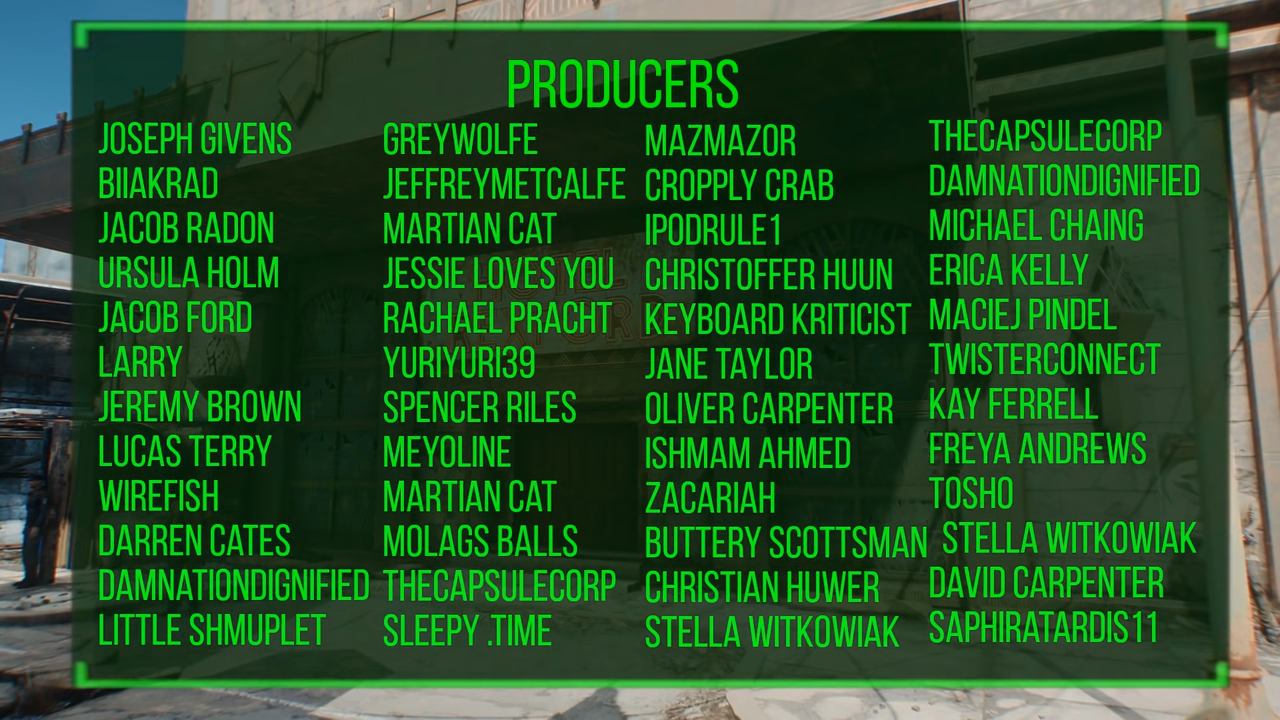 PRODUCERS
JOSEPH GIVENS
BIIAKRAD
JACOB RADON
URSULA HOLM
JACOB FORD
LARRY
JEREMY BROWN
LUCAS TERRY
WIREFISH
DARREN CATES
DAMNATIONDIGNIFIED
LITTLE SHMUPLET
GREYWOLFE
JEFFREYMETCALFE
MARTIAN CAT
JESSIE LOVES YOU
RACHAEL PRACHT
YURIYURI39
SPENCER RILES
MEYOLINE
MARTIAN CAT
MOLAGS BALLS
THECAPSULECORP
SLEEPY .TIME
MAZMAZOR
CROPPLY CRAB
IPODRULE1
CHRISTOFFER HUUN
KEYBOARD KRITICIST
JANE TAYLOR
OLIVER CARPENTER
ISHMAM AHMED
ZACARIAH
BUTTERY SCOTTSMAN
CHRISTIAN HUWER
STELLA WITKOWIAK
THECAPSULECORP
DAMNATIONDIGNIFIED
MICHAEL CHAING
ERICA KELLY
MACIEJ PINDEL
TWISTERCONNECT
KAY FERRELL
FREYA ANDREWS
TOSHO
STELLA WITKOWIAK
DAVID CARPENTER
SAPHIRATARDIS11